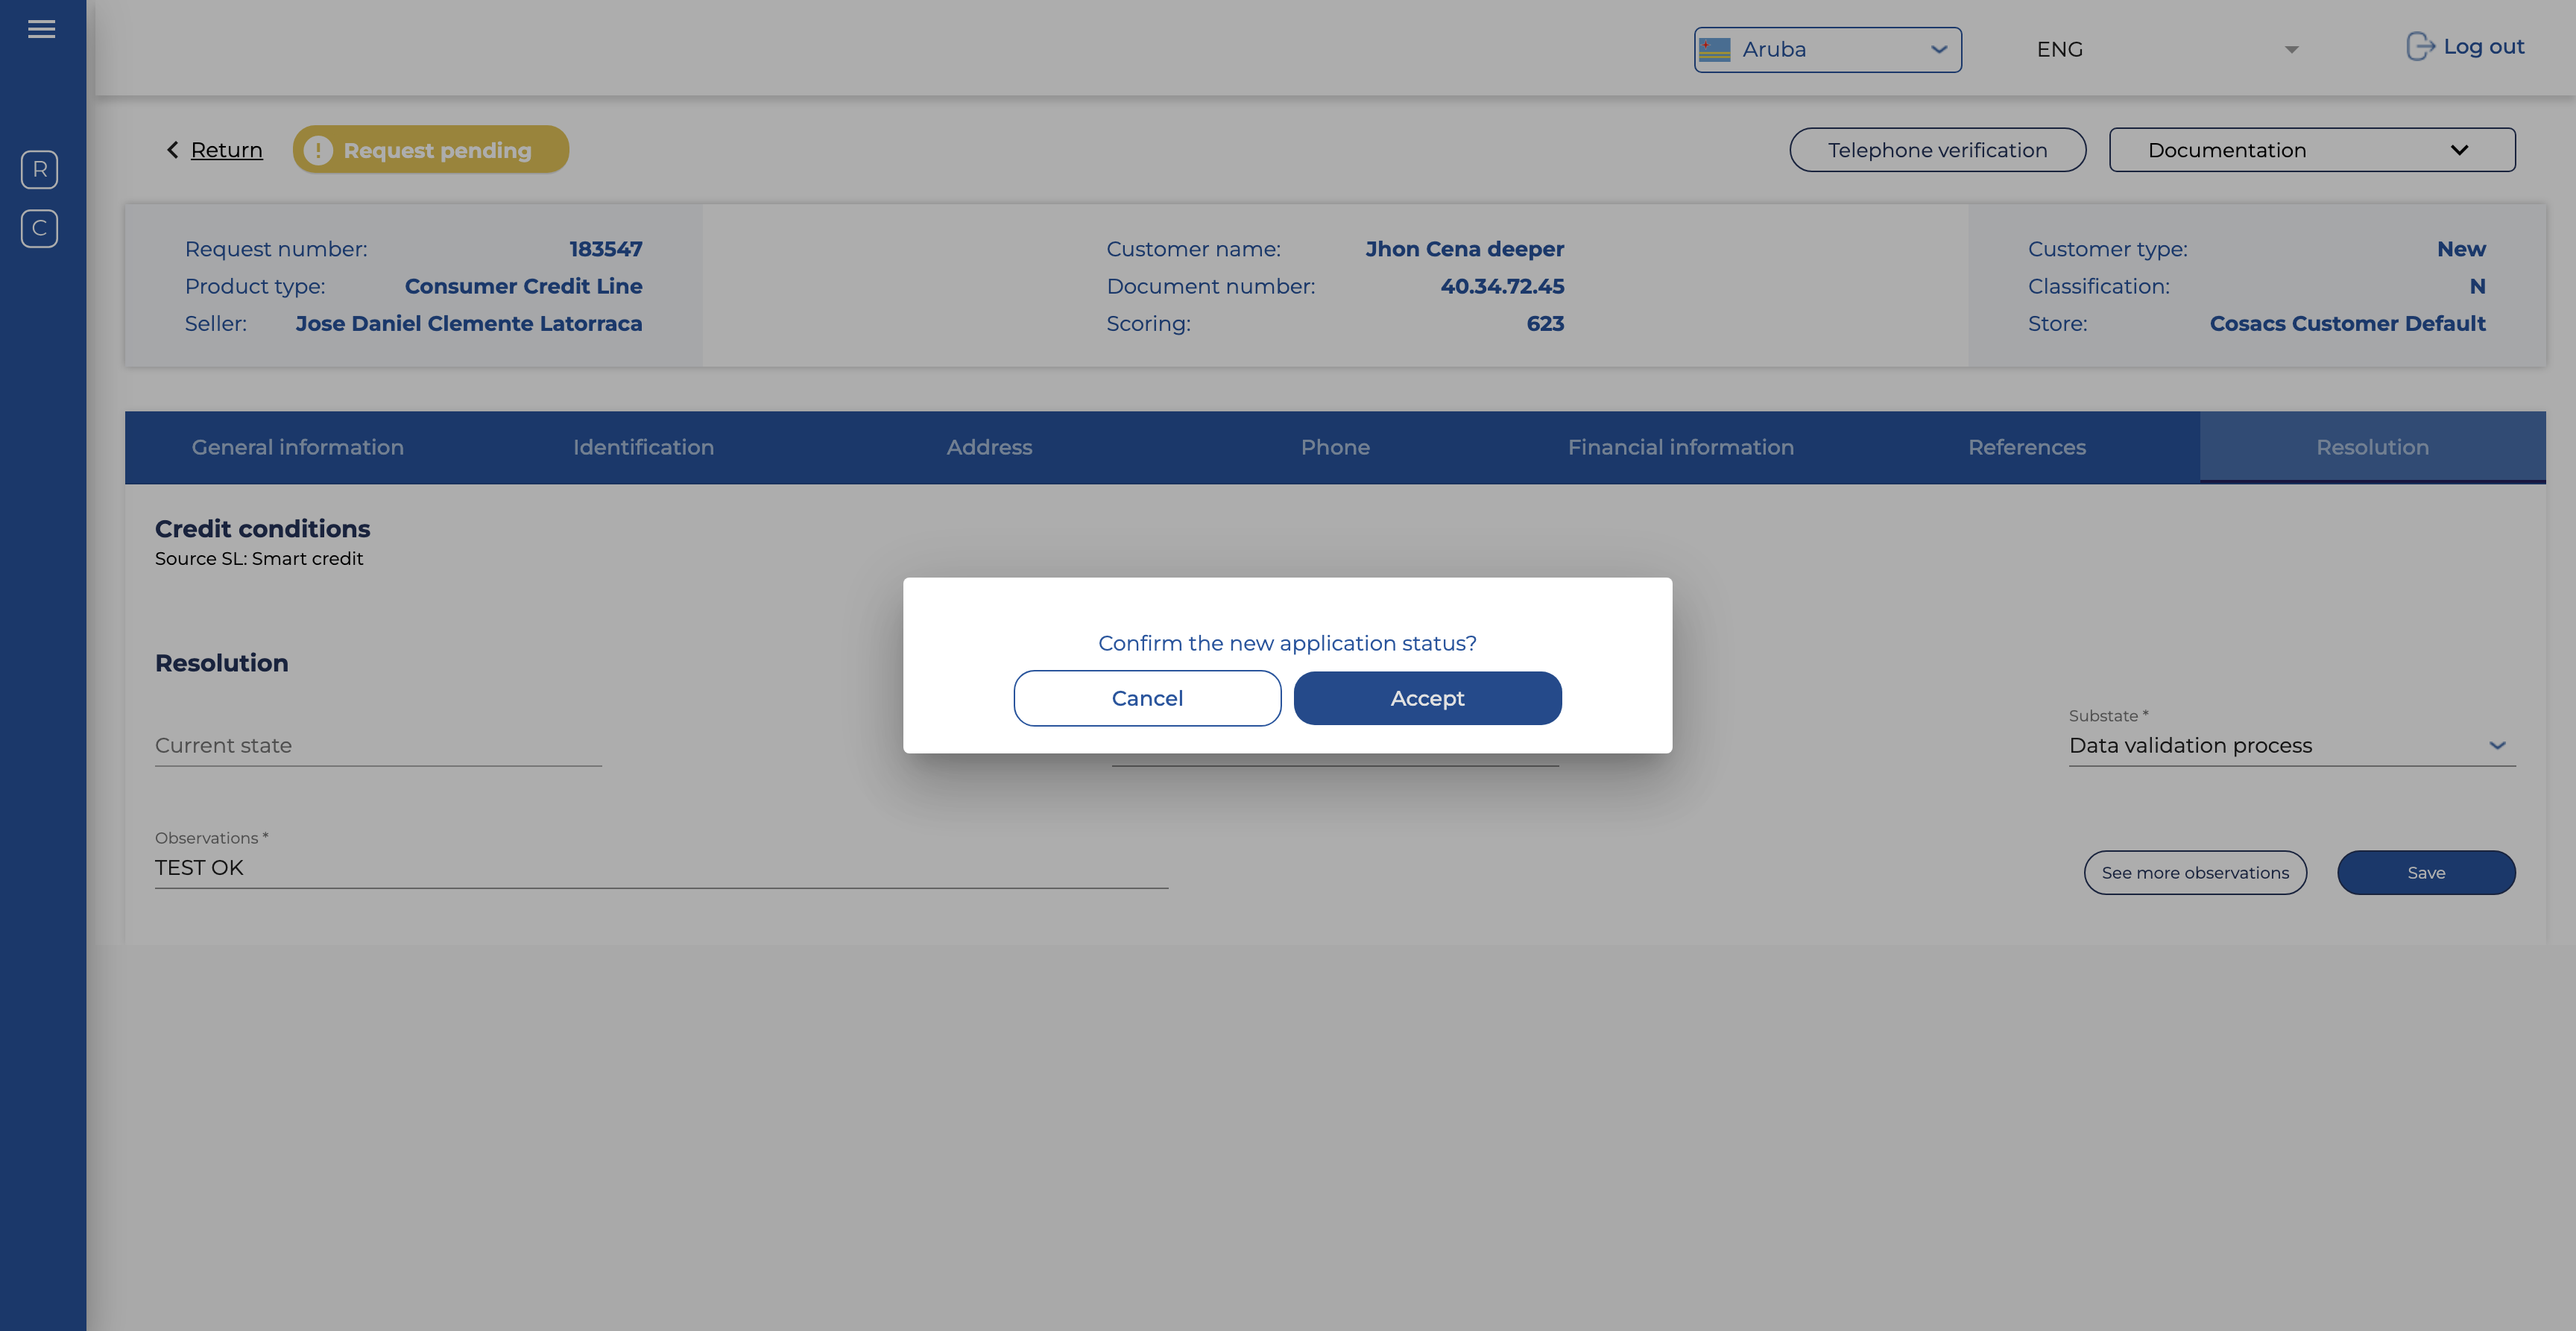 Aruba
ENG
Log out
R
C
Return
Request pending
Telephone verification
Documentation
Request number: 183547
Product type: Consumer Credit Line
Seller: Jose Daniel Clemente Latorraca
Customer name: Jhon Cena deeper
Document number: 40.34.72.45
Scoring: 623
Customer type: New
Classification: N
Store: Cosacs Customer Default
General information
Identification
Address
Phone
Financial information
References
Resolution
Credit conditions
Source SL: Smart credit
Confirm the new application status?
Cancel
Accept
Resolution
Current state
Substate *
Data validation process
Observations *
TEST OK
See more observations
Save